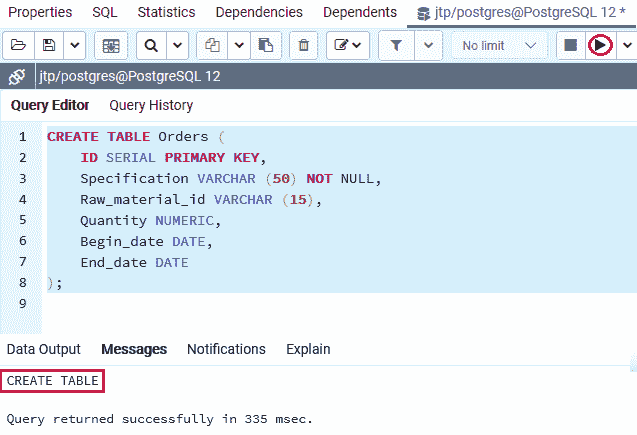 Properties SQL Statistics Dependencies Dependents jtp/postgres@PostgreSQL 12 *
No limit
jtp/postgres@PostgreSQL 12
Query Editor Query History
1 CREATE TABLE Orders (
2 ID SERIAL PRIMARY KEY,
3 Specification VARCHAR (50) NOT NULL,
4 Raw_material_id VARCHAR (15),
5 Quantity NUMERIC,
6 Begin_date DATE,
7 End_date DATE
8 );
9
Data Output Messages Notifications Explain
CREATE TABLE
Query returned successfully in 335 msec.